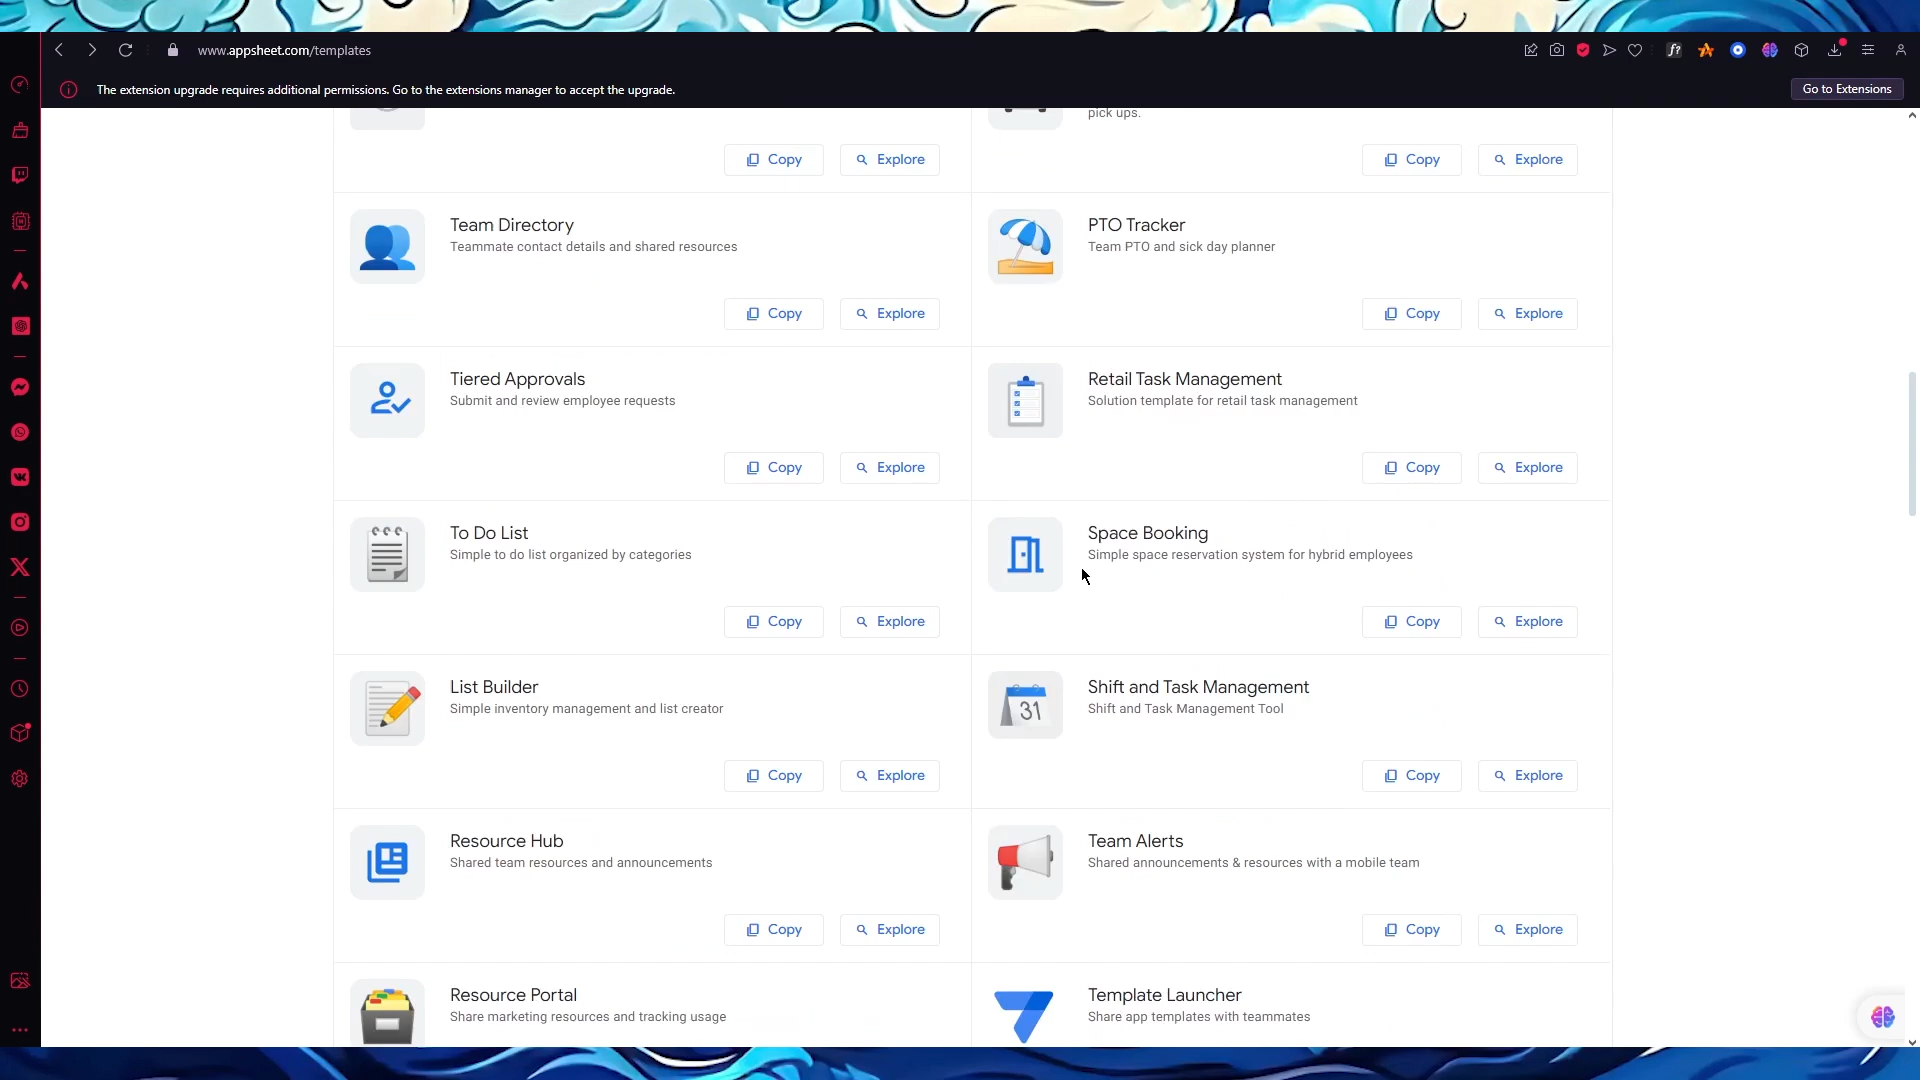 www.appsheet.com/templates
The extension upgrade requires additional permissions. Go to the extensions manager to accept the upgrade.
Go to Extensions
pick ups.
Copy
Explore
Copy
Explore
Team Directory
Teammate contact details and shared resources
Copy
Explore
PTO Tracker
Team PTO and sick day planner
Copy
Explore
Tiered Approvals
Submit and review employee requests
Copy
Explore
Retail Task Management
Solution template for retail task management
Copy
Explore
To Do List
Simple to do list organized by categories
Copy
Explore
Space Booking
Simple space reservation system for hybrid employees
Copy
Explore
List Builder
Simple inventory management and list creator
Copy
Explore
31
Shift and Task Management
Shift and Task Management Tool
Copy
Explore
Resource Hub
Shared team resources and announcements
Copy
Explore
Team Alerts
Shared announcements & resources with a mobile team
Copy
Explore
Resource Portal
Share marketing resources and tracking usage
Template Launcher
Share app templates with teammates